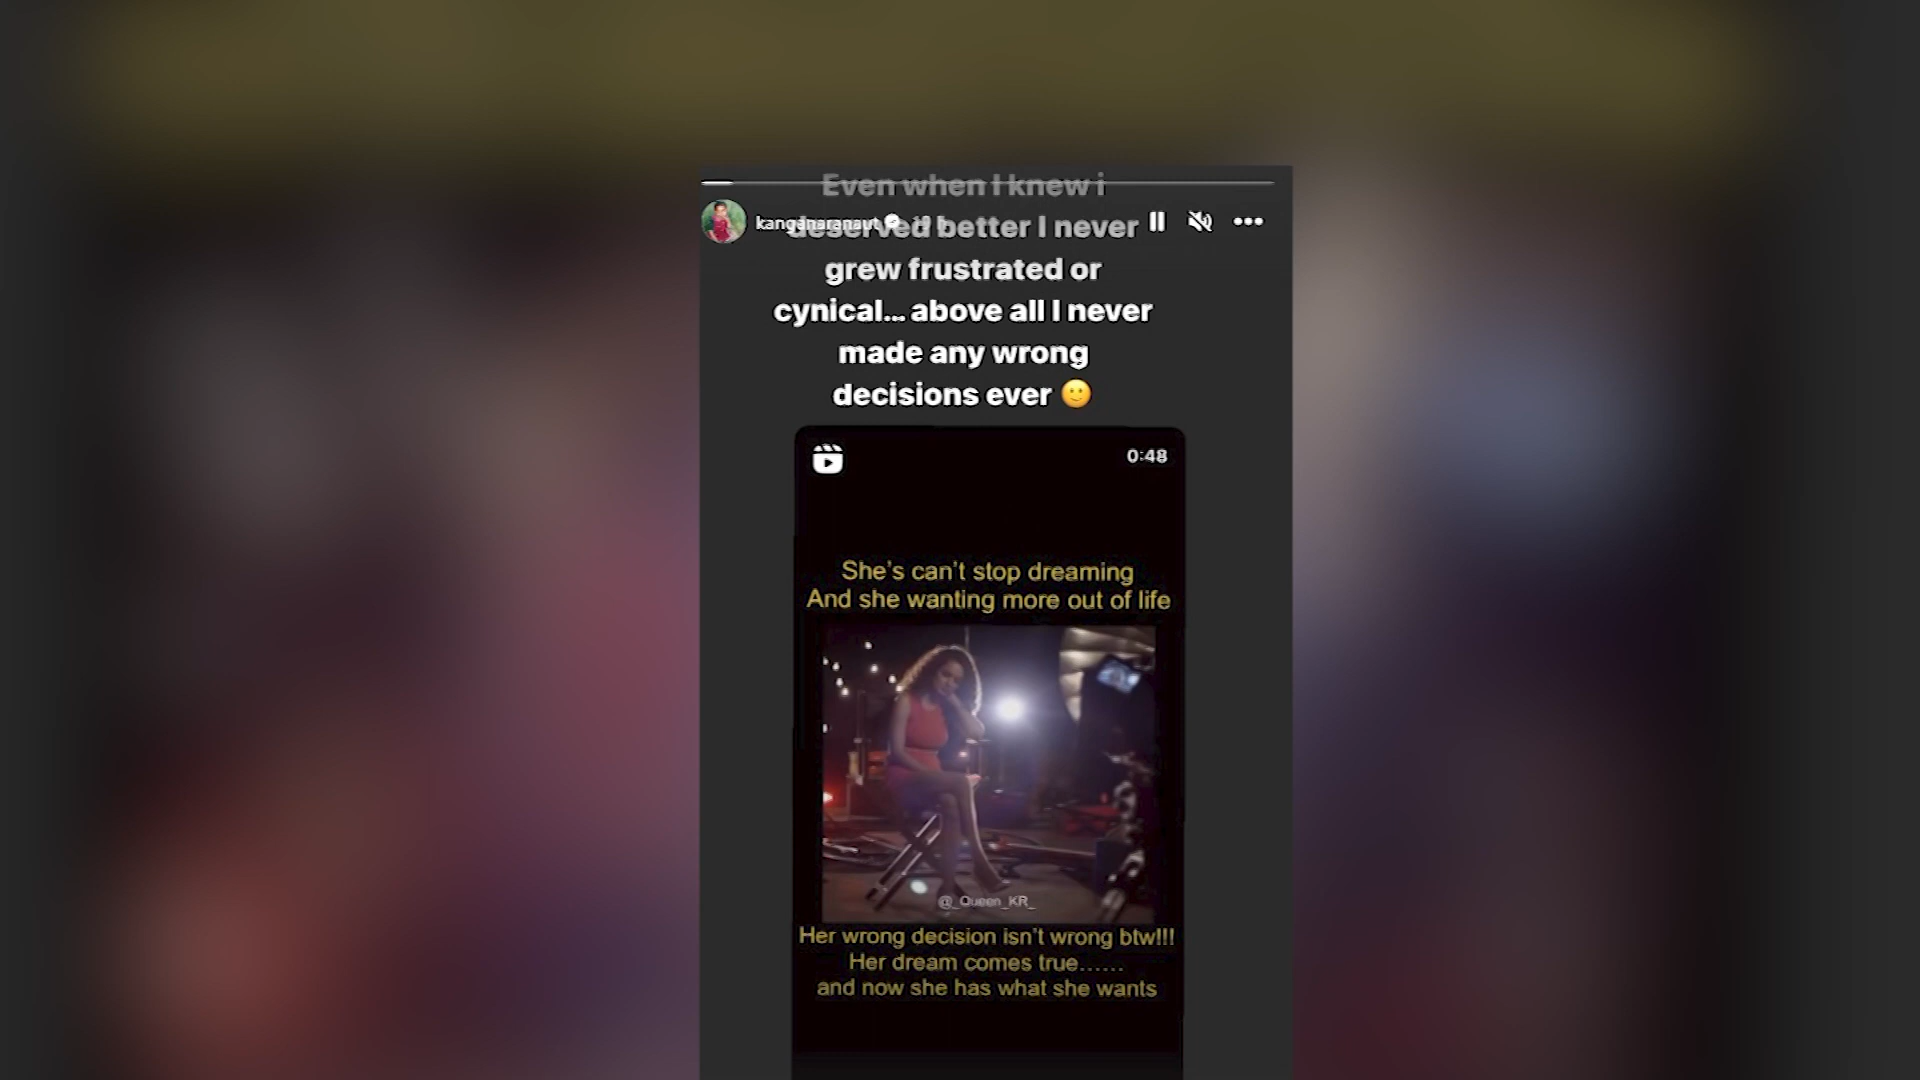 Even when I knew i
kanganaranaut
deserved better I never
grew frustrated or
cynical... above all I never
made any wrong
decisions ever 🙂
0:48
She's can't stop dreaming
And she wanting more out of life
@_Queen_KR_
Her wrong decision isn't wrong btw!!!
Her dream comes true......
and now she has what she wants